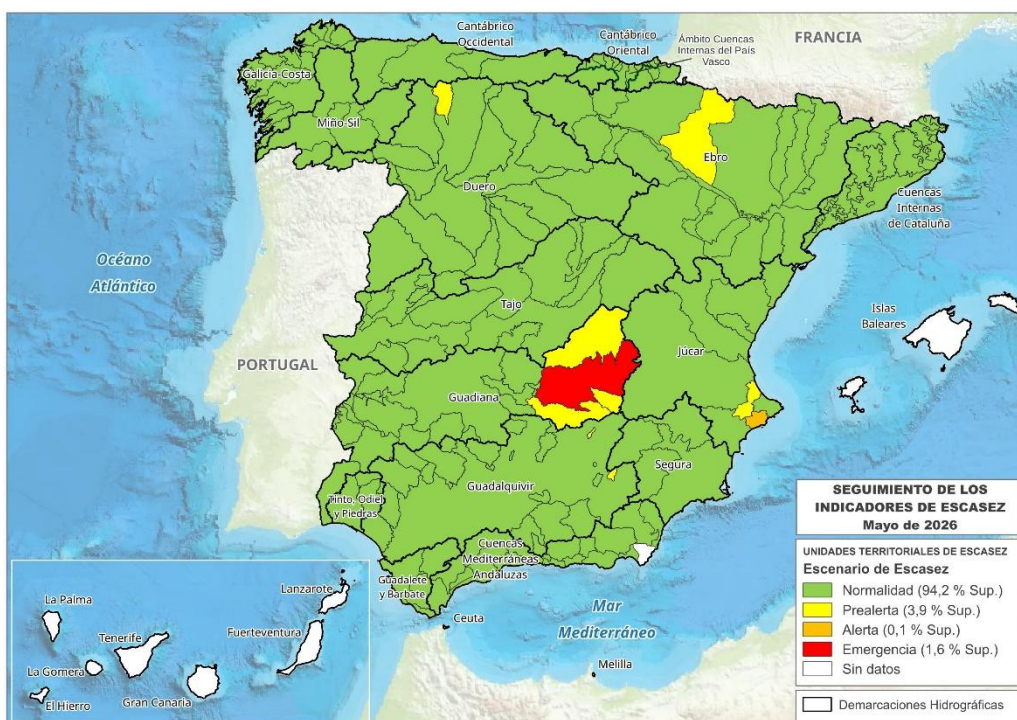 Cantábrico
Occidental
Cantábrico
Oriental
Ámbito Cuencas
Internas del País
Vasco
FRANCIA
Galicia-Costa
Miño-Sil
Ebro
Duero
Cuencas
Internas
de Cataluña
Océano
Atlántico
Tajo
Islas
Baleares
PORTUGAL
Júcar
Guadiana
Segura
Guadalquivir
Tinto, Odiel
y Piedras
Cuencas
Mediterráneas
Andaluzas
Guadalete
y Barbate
Ceuta
Mar
Mediterráneo
Melilla
La Palma
Lanzarote
Tenerife
Fuerteventura
La Gomera
El Hierro
Gran Canaria
SEGUIMIENTO DE LOS
INDICADORES DE ESCASEZ
Mayo de 2026
UNIDADES TERRITORIALES DE ESCASEZ
Escenario de Escasez
Normalidad (94,2 % Sup.)
Prealerta (3,9 % Sup.)
Alerta (0,1 % Sup.)
Emergencia (1,6 % Sup.)
Sin datos
Demarcaciones Hidrográficas